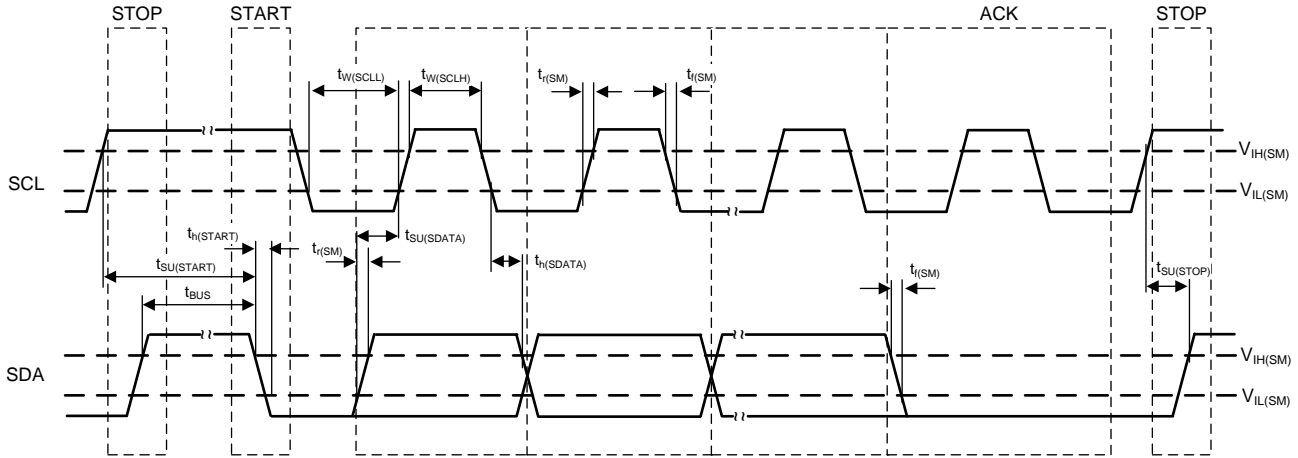 STOP START ACK STOP
tW(SCLL) tW(SCLH) tr(SM) tf(SM)
VIH(SM)
SCL VIL(SM)
th(START) tr(SM) tSU(SDATA)
tSU(START) th(SDATA) tf(SM) tSU(STOP)
tBUS
VIH(SM)
SDA
VIL(SM)